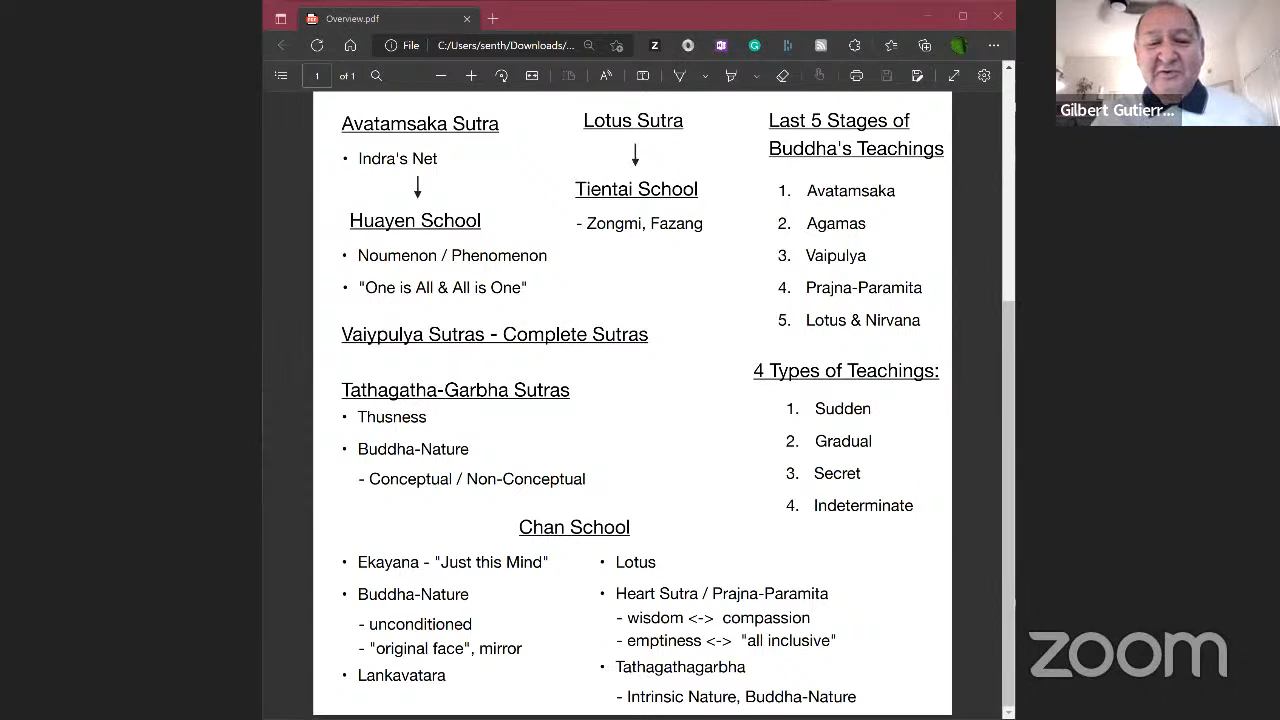 Overview.pdf
File
C:/Users/senth/Downloads/...
1 of 1
Avatamsaka Sutra
• Indra's Net
Huayen School
• Noumenon / Phenomenon
• "One is All & All is One"
Lotus Sutra
Tientai School
- Zongmi, Fazang
Last 5 Stages of
Buddha's Teachings
1. Avatamsaka
2. Agamas
3. Vaipulya
4. Prajna-Paramita
5. Lotus & Nirvana
Vaiypulya Sutras - Complete Sutras
Tathagatha-Garbha Sutras
• Thusness
• Buddha-Nature
- Conceptual / Non-Conceptual
4 Types of Teachings:
1. Sudden
2. Gradual
3. Secret
4. Indeterminate
Chan School
• Ekayana - "Just this Mind"
• Buddha-Nature
- unconditioned
- "original face", mirror
• Lankavatara
• Lotus
• Heart Sutra / Prajna-Paramita
- wisdom <-> compassion
- emptiness <-> "all inclusive"
• Tathagathagarbha
- Intrinsic Nature, Buddha-Nature
Gilbert Gutierr...
zoom